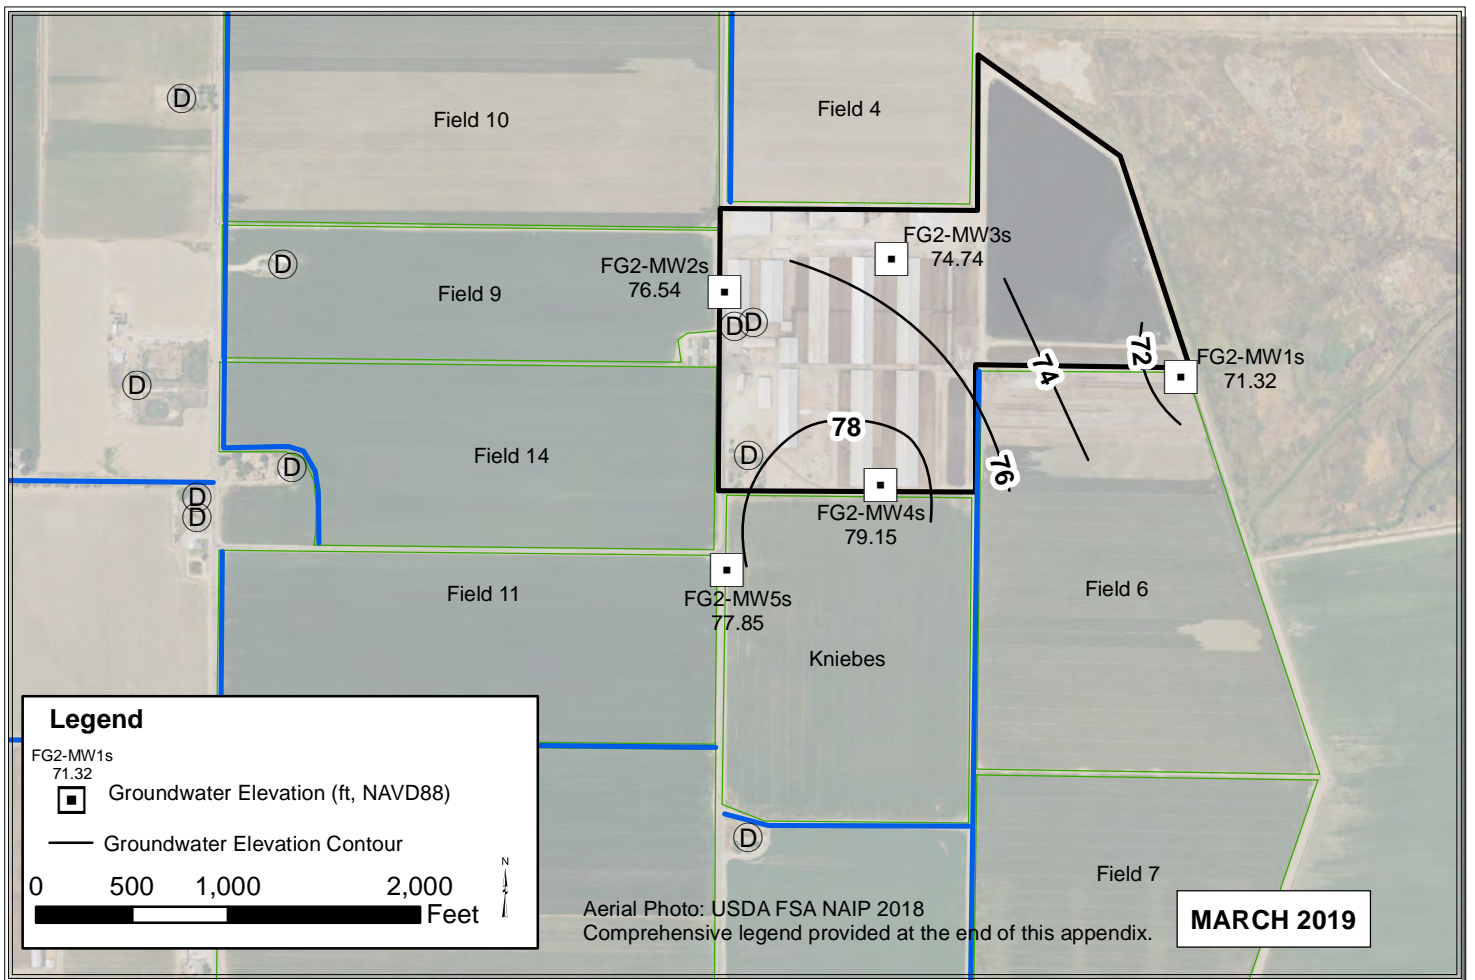 D
Field 10
Field 4
FG2-MW3s
74.74
FG2-MW2s
76.54
D
Field 9
D D
72
FG2-MW1s
71.32
74
D
78
Field 14
D
D
76
D
D
FG2-MW4s
79.15
FG2-MW5s
77.85
Field 11
Field 6
Kniebes
D
Field 7
Legend
FG2-MW1s
71.32
Groundwater Elevation (ft, NAVD88)
Groundwater Elevation Contour
N
0 500 1,000 2,000
Feet
Aerial Photo: USDA FSA NAIP 2018
Comprehensive legend provided at the end of this appendix.
MARCH 2019